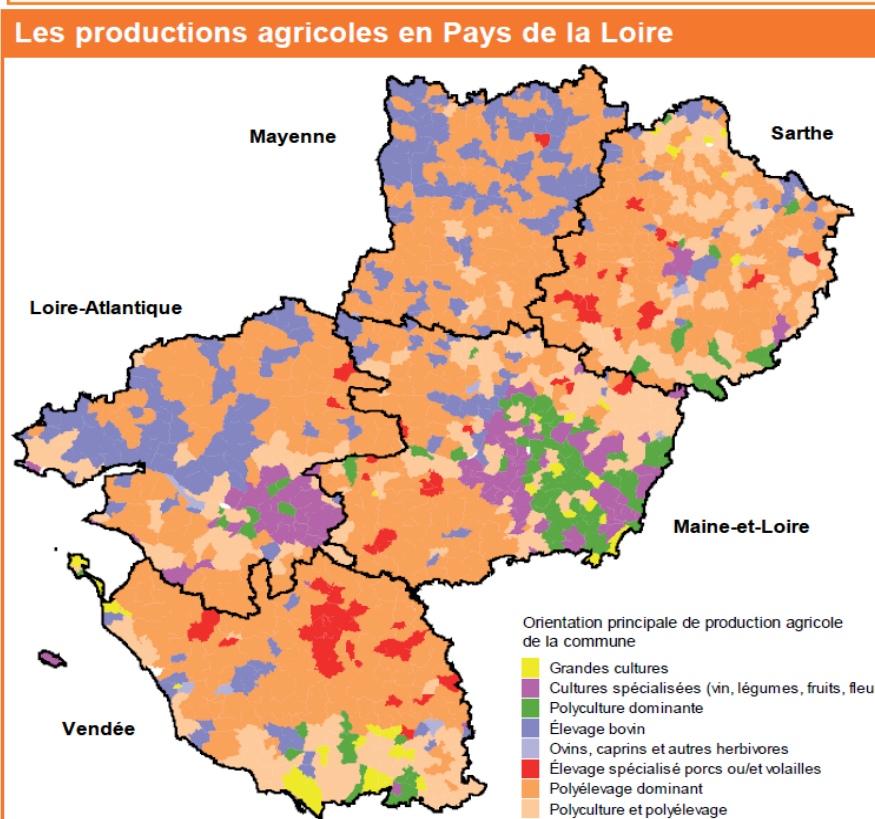 Les productions agricoles en Pays de la Loire
Mayenne
Sarthe
Loire-Atlantique
Maine-et-Loire
Vendée
Orientation principale de production agricole
de la commune
Grandes cultures
Cultures spécialisées (vin, légumes, fruits, fleu
Polyculture dominante
Élevage bovin
Ovins, caprins et autres herbivores
Élevage spécialisé porcs ou/et volailles
Polyélevage dominant
Polyculture et polyélevage